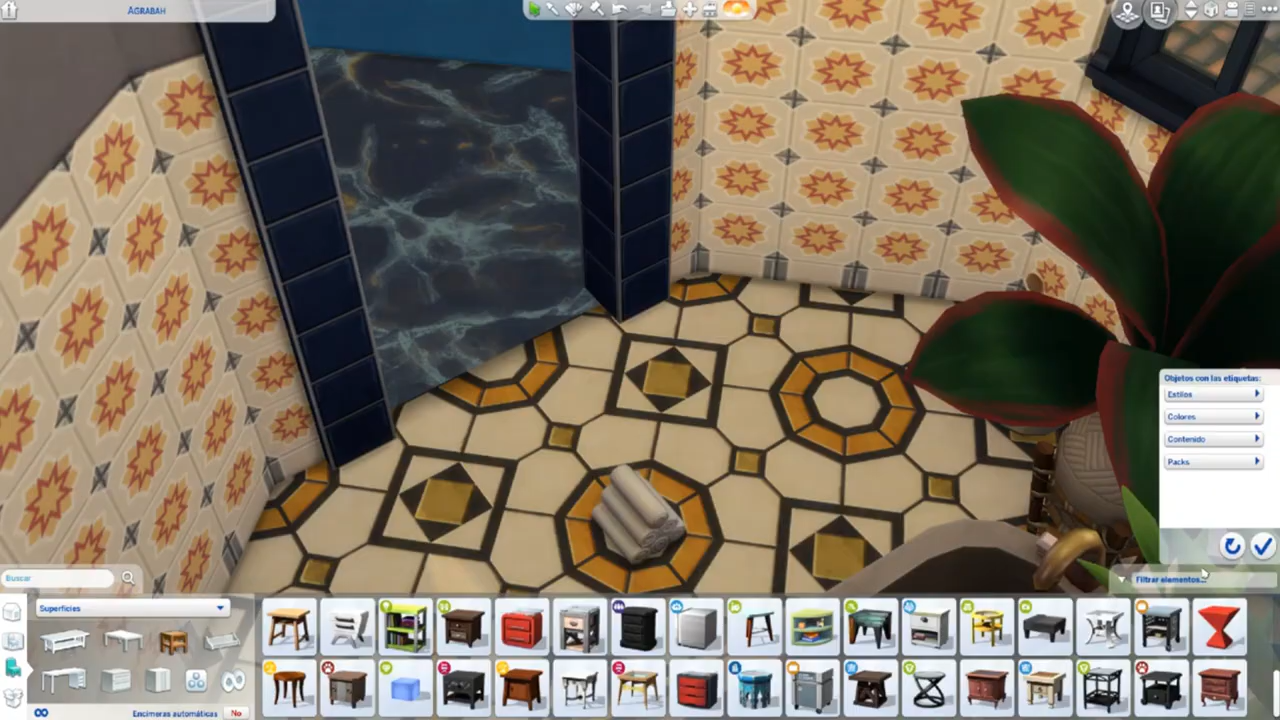 AGRABAH
Objetos con las etiquetas:
Estilos
Colores
Contenido
Packs
Filtrar elementos...
Buscar
Superficies
Encimeras automáticas No